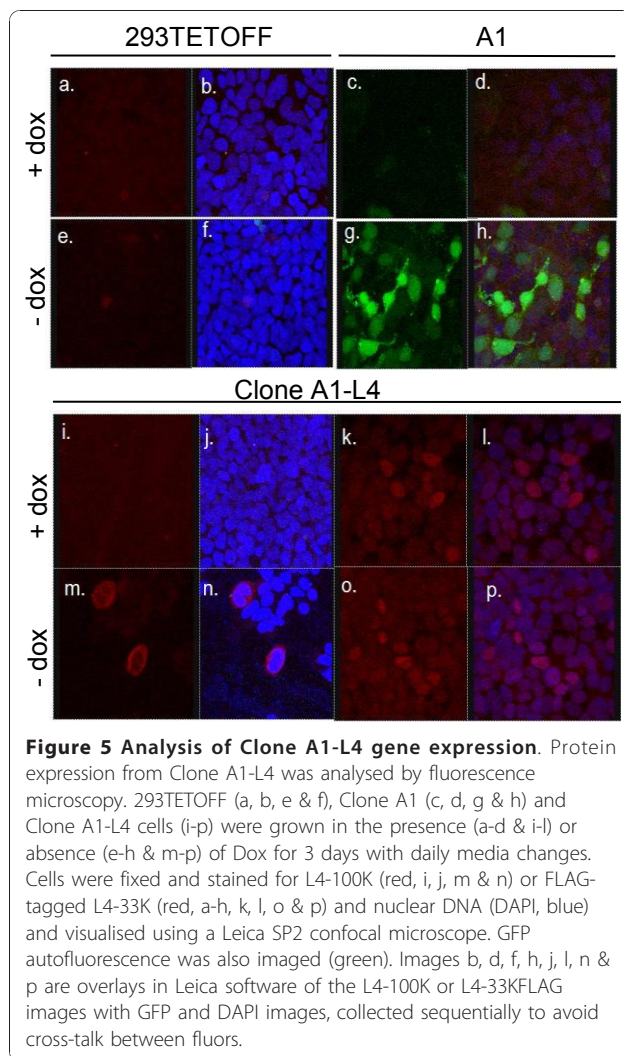 293TETOFF A1
+ dox
a. b. c. d.
- dox
e. f. g. h.
Clone A1-L4
+ dox
i. j. k. l.
- dox
m. n. o. p.
Figure 5 Analysis of Clone A1-L4 gene expression. Protein
expression from Clone A1-L4 was analysed by fluorescence
microscopy. 293TETOFF (a, b, e & f), Clone A1 (c, d, g & h) and
Clone A1-L4 cells (i-p) were grown in the presence (a-d & i-l) or
absence (e-h & m-p) of Dox for 3 days with daily media changes.
Cells were fixed and stained for L4-100K (red, i, j, m & n) or FLAG-
tagged L4-33K (red, a-h, k, l, o & p) and nuclear DNA (DAPI, blue)
and visualised using a Leica SP2 confocal microscope. GFP
autofluorescence was also imaged (green). Images b, d, f, h, j, l, n &
p are overlays in Leica software of the L4-100K or L4-33KFLAG
images with GFP and DAPI images, collected sequentially to avoid
cross-talk between fluors.